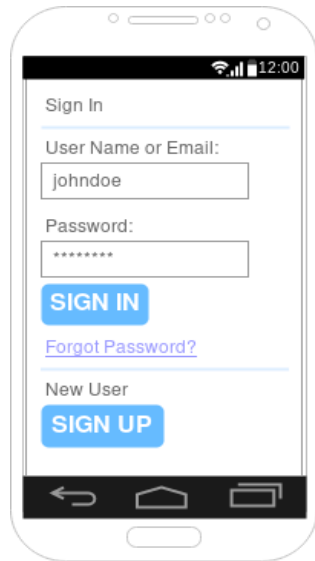 12:00
Sign In
User Name or Email:
johndoe
Password:
********
SIGN IN
Forgot Password?
New User
SIGN UP